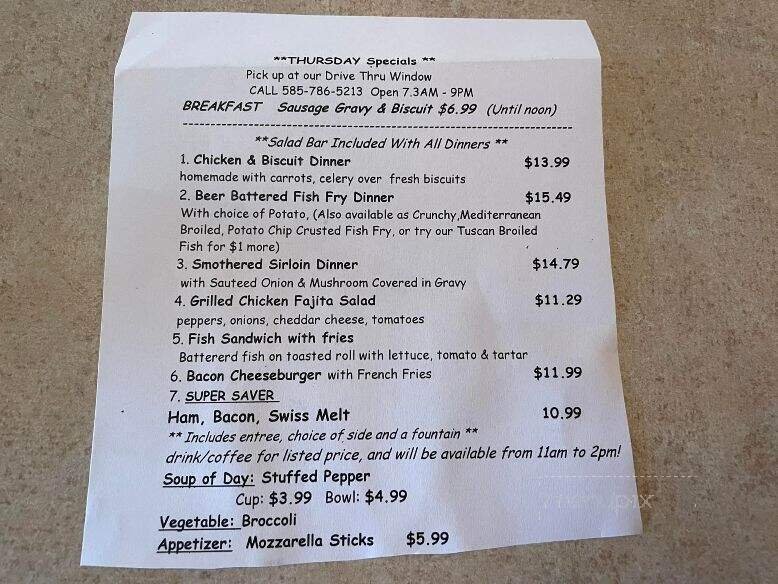 **THURSDAY Specials **
Pick up at our Drive Thru Window
CALL 585-786-5213 Open 7.3AM - 9PM
BREAKFAST Sausage Gravy & Biscuit $6.99 (Until noon)
**Salad Bar Included With All Dinners **
1. Chicken & Biscuit Dinner $13.99
homemade with carrots, celery over fresh biscuits
2. Beer Battered Fish Fry Dinner $15.49
With choice of Potato, (Also available as Crunchy,Mediterranean
Broiled, Potato Chip Crusted Fish Fry, or try our Tuscan Broiled
Fish for $1 more)
3. Smothered Sirloin Dinner $14.79
with Sauteed Onion & Mushroom Covered in Gravy
4. Grilled Chicken Fajita Salad $11.29
peppers, onions, cheddar cheese, tomatoes
5. Fish Sandwich with fries
Battererd fish on toasted roll with lettuce, tomato & tartar
6. Bacon Cheeseburger with French Fries $11.99
7. SUPER SAVER
Ham, Bacon, Swiss Melt 10.99
** Includes entree, choice of side and a fountain **
drink/coffee for listed price, and will be available from 11am to 2pm!
Soup of Day: Stuffed Pepper
Cup: $3.99 Bowl: $4.99
Vegetable: Broccoli
Appetizer: Mozzarella Sticks $5.99